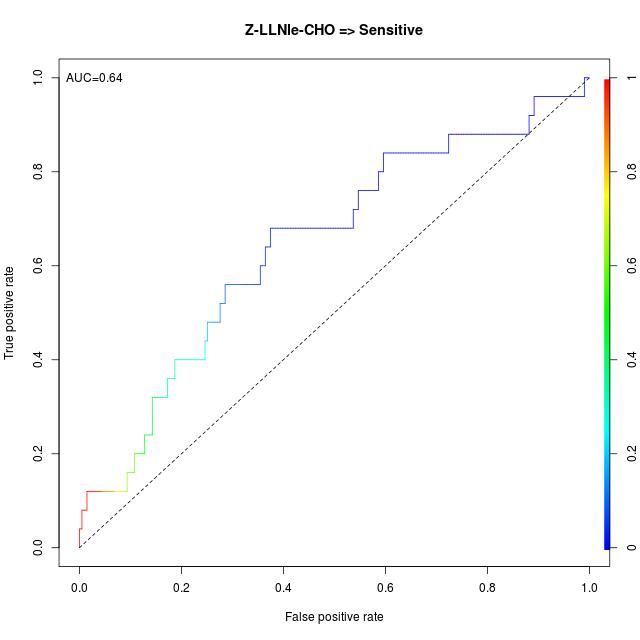 Z-LLNle-CHO => Sensitive
AUC=0.64
True positive rate
1.0
0.8
0.6
0.4
0.2
0.0
1
0.8
0.6
0.4
0.2
0
0.0 0.2 0.4 0.6 0.8 1.0
False positive rate